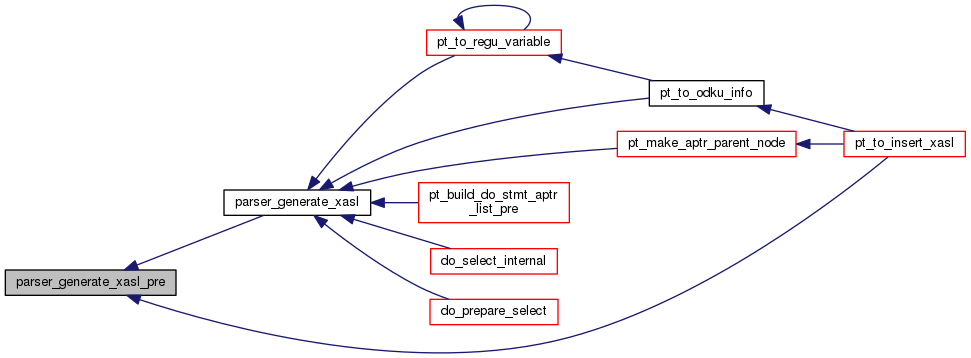 pt_to_regu_variable
pt_to_odku_info
pt_make_aptr_parent_node
pt_to_insert_xasl
parser_generate_xasl
pt_build_do_stmt_aptr
_list_pre
do_select_internal
parser_generate_xasl_pre
do_prepare_select